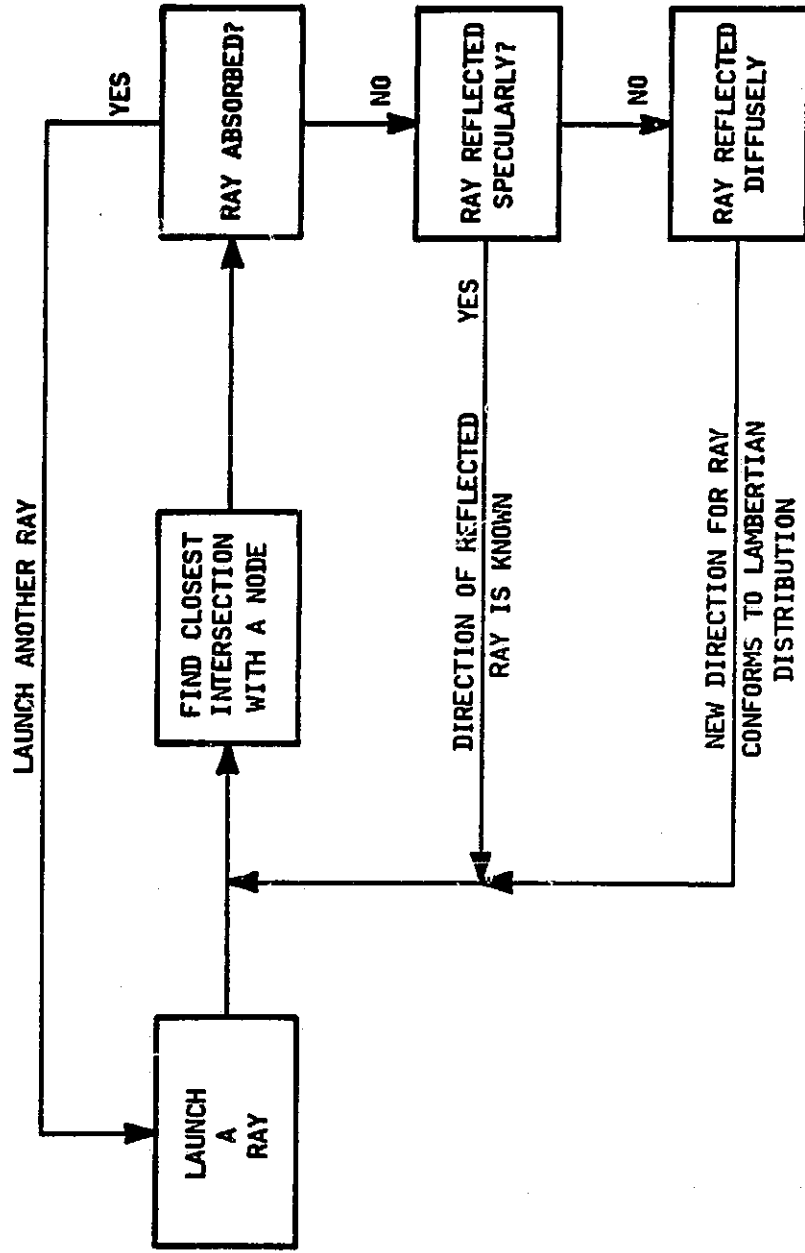 LAUNCH ANOTHER RAY
YES
LAUNCH
A
RAY
FIND CLOSEST
INTERSECTION
WITH A NODE
RAY ABSORBED?
NO
DIRECTION OF REFLECTED
RAY IS KNOWN
YES
RAY REFLECTED
SPECULARLY?
NO
NEW DIRECTION FOR RAY
CONFORMS TO LAMBERTIAN
DISTRIBUTION
RAY REFLECTED
DIFFUSELY